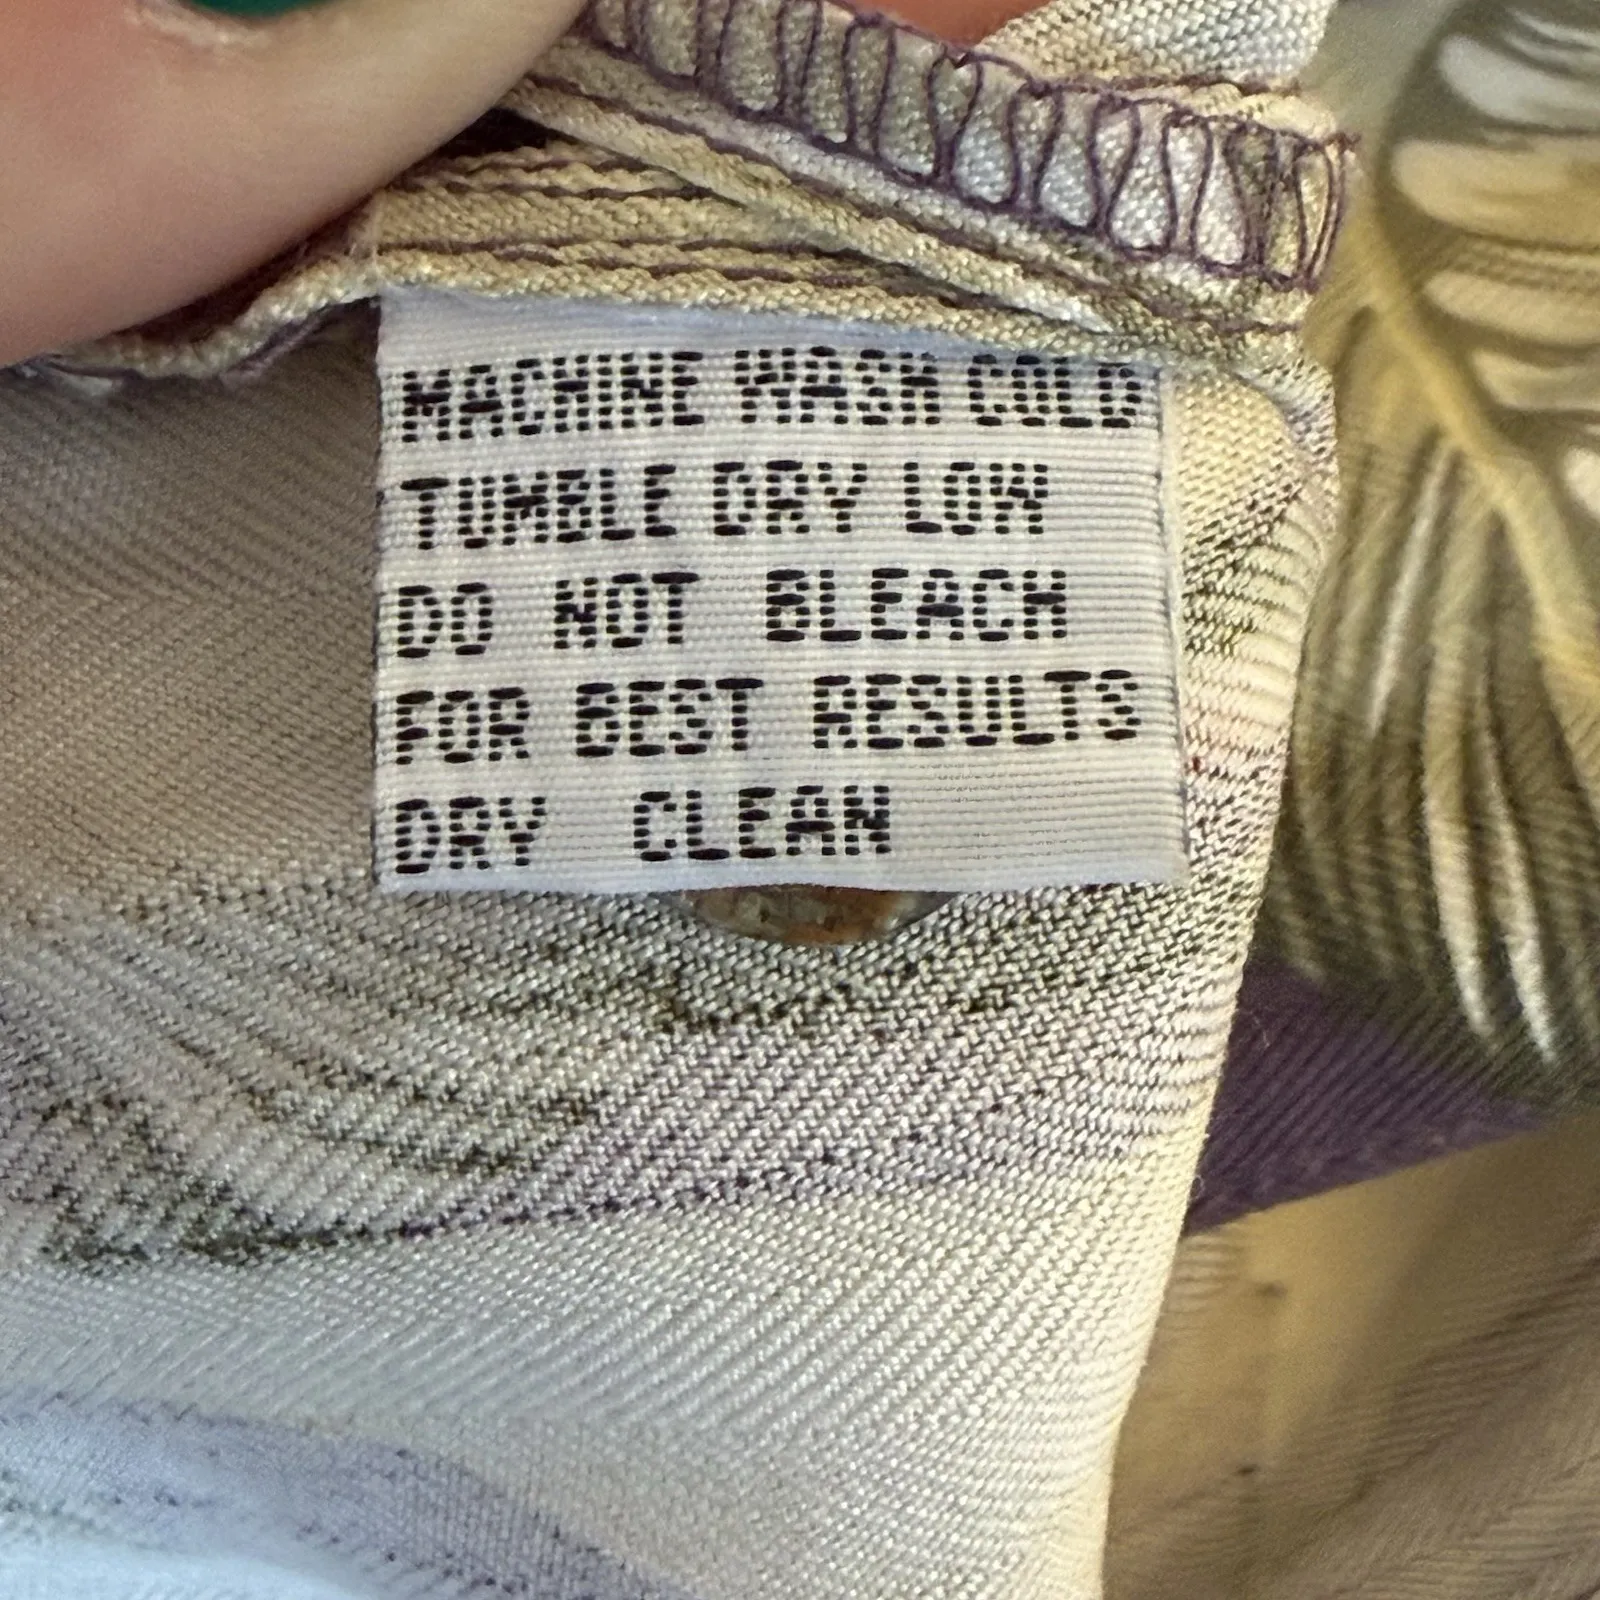 MACHINE WASH COLD
TUMBLE DRY LOW
DO NOT BLEACH
FOR BEST RESULTS
DRY CLEAN